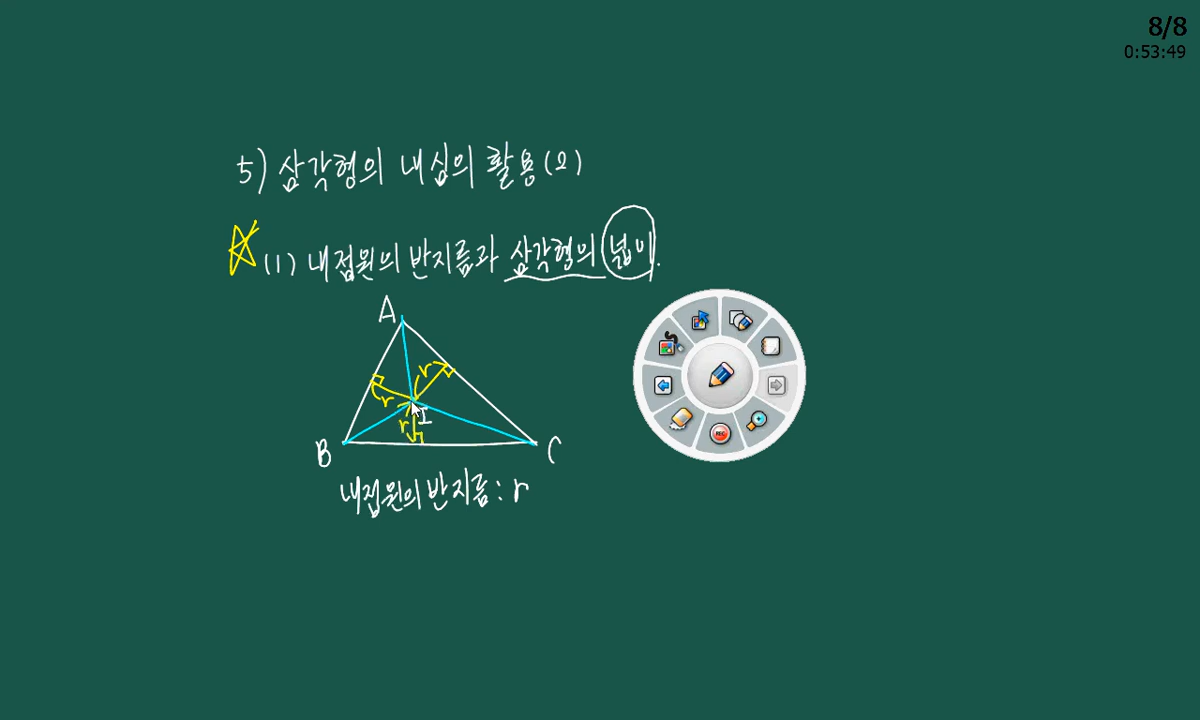 8/8
0:53:49
5) 삼각형의 내심의 활용(2)
(1) 내접원의 반지름과 삼각형의 넓이.
A
r
r
I
r
B
C
내접원의 반지름 : r
REC